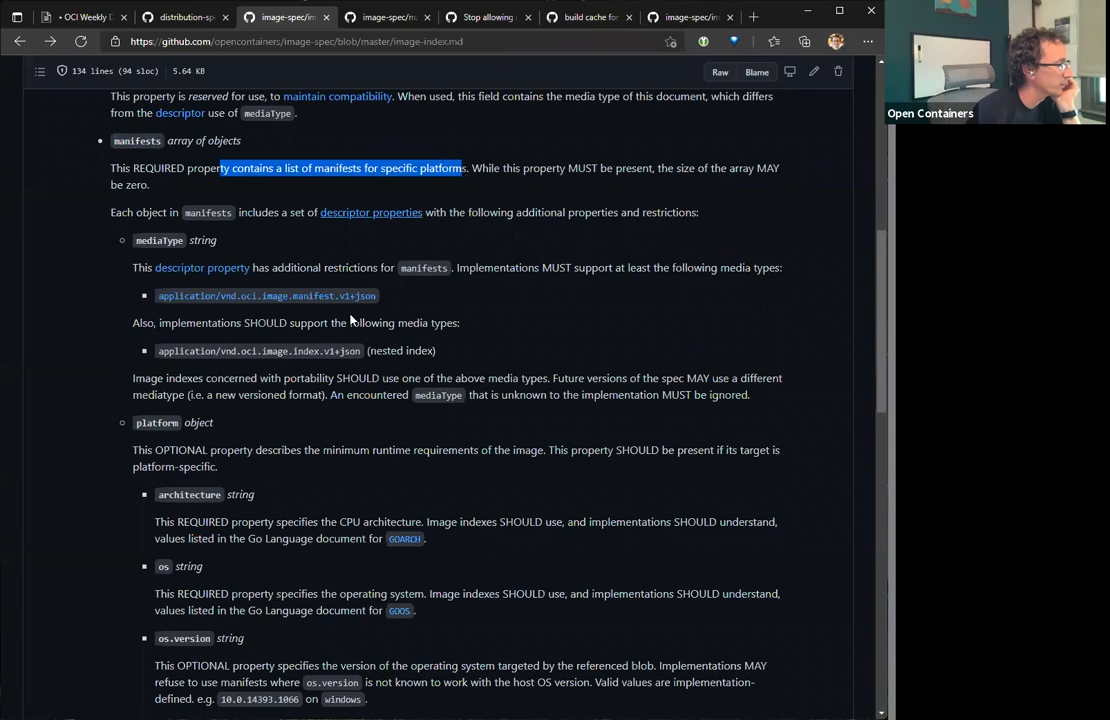 • OCI Weekly D
distribution-sp
image-spec/im
image-spec/ma
Stop allowing
build cache for
image-spec/im
https://github.com/opencontainers/image-spec/blob/master/image-index.md
134 lines (94 sloc) 5.64 KB
Raw Blame
This property is reserved for use, to maintain compatibility. When used, this field contains the media type of this document, which differs
from the descriptor use of mediaType.
• manifests array of objects
This REQUIRED property contains a list of manifests for specific platforms. While this property MUST be present, the size of the array MAY
be zero.
Each object in manifests includes a set of descriptor properties with the following additional properties and restrictions:
mediaType string
This descriptor property has additional restrictions for manifests. Implementations MUST support at least the following media types:
application/vnd.oci.image.manifest.v1+json
Also, implementations SHOULD support the following media types:
application/vnd.oci.image.index.v1+json (nested index)
Image indexes concerned with portability SHOULD use one of the above media types. Future versions of the spec MAY use a different
mediatype (i.e. a new versioned format). An encountered mediaType that is unknown to the implementation MUST be ignored.
platform object
This OPTIONAL property describes the minimum runtime requirements of the image. This property SHOULD be present if its target is
platform-specific.
architecture string
This REQUIRED property specifies the CPU architecture. Image indexes SHOULD use, and implementations SHOULD understand,
values listed in the Go Language document for GOARCH.
os string
This REQUIRED property specifies the operating system. Image indexes SHOULD use, and implementations SHOULD understand,
values listed in the Go Language document for GOOS.
os.version string
This OPTIONAL property specifies the version of the operating system targeted by the referenced blob. Implementations MAY
refuse to use manifests where os.version is not known to work with the host OS version. Valid values are implementation-
defined. e.g. 10.0.14393.1066 on windows.
Open Containers